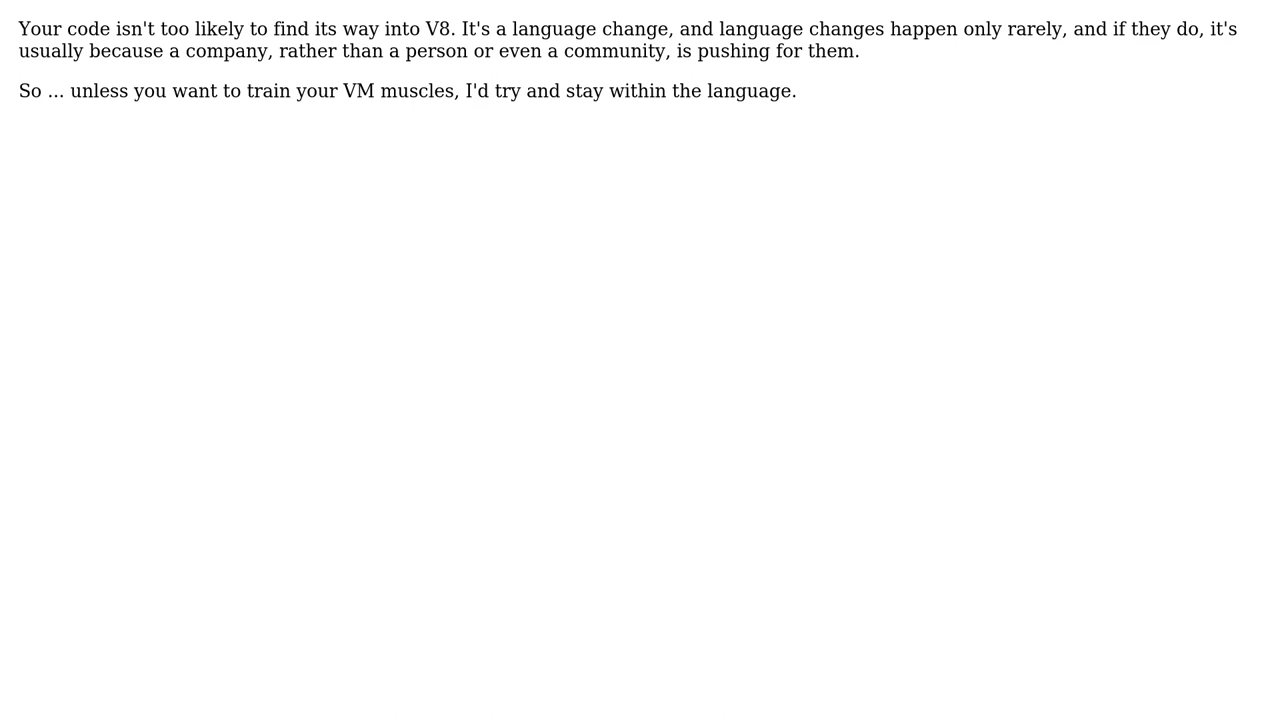 Your code isn't too likely to find its way into V8. It's a language change, and language changes happen only rarely, and if they do, it's
usually because a company, rather than a person or even a community, is pushing for them.
So ... unless you want to train your VM muscles, I'd try and stay within the language.